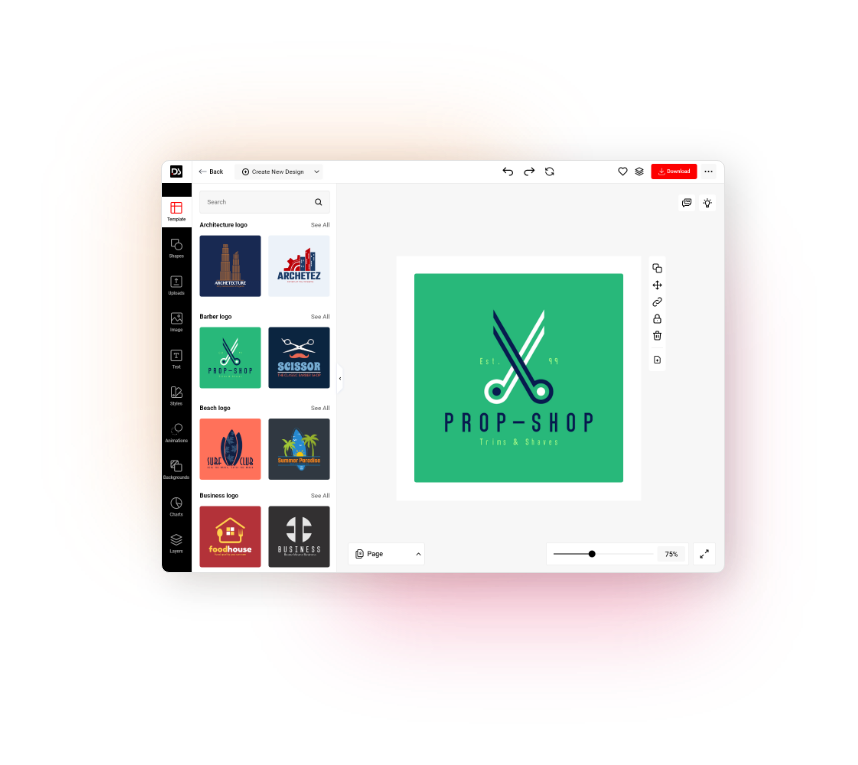 DS
Back
Create New Design
Download
Template
Shapes
Uploads
Image
Text
Styles
Animations
Backgrounds
Charts
Layers
Search
Architecture logo
See All
ARCHETECTURE
ARCHETEZ
Barber logo
See All
PROP-SHOP
SCISSOR
Beach logo
See All
SURF CLUB
Summer Paradise
Business logo
See All
foodhouse
BUSINESS
Est. 99
PROP-SHOP
Trims & Shaves
Page
75%